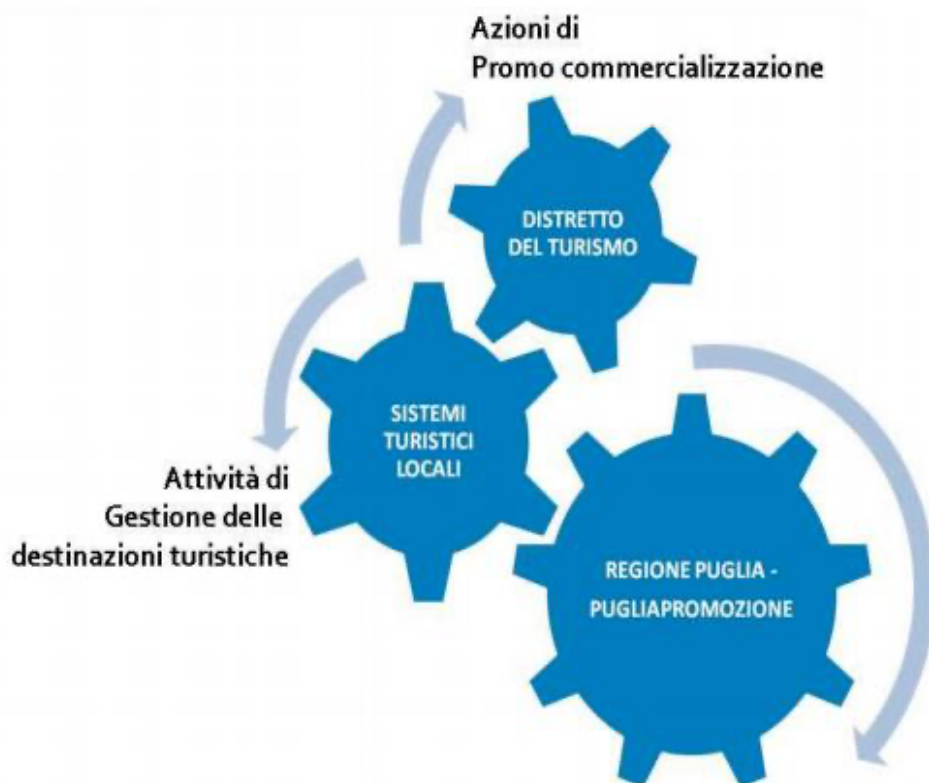 Azioni di
Promo commercializzazione
DISTRETTO
DEL TURISMO
SISTEMI
TURISTICI
LOCALI
Attività di
Gestione delle
destinazioni turistiche
REGIONE PUGLIA -
PUGLIAPROMOZIONE